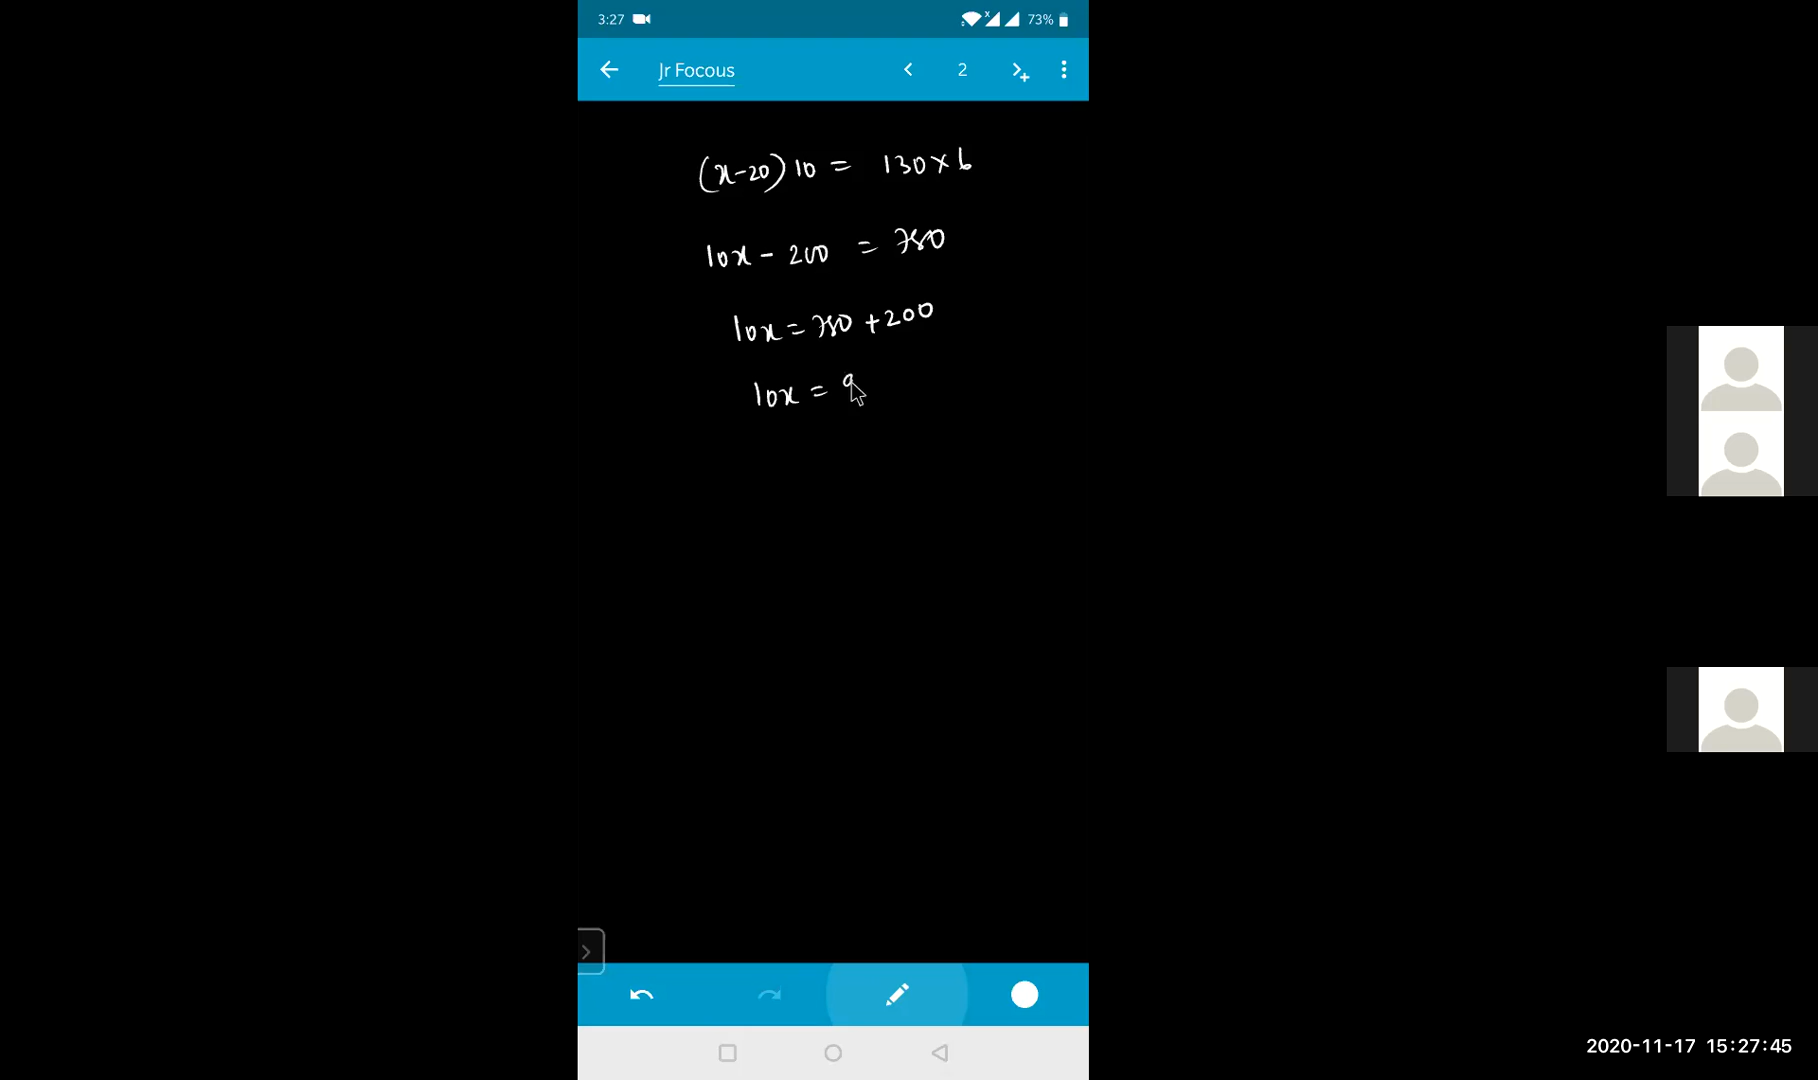 3:27 73%
Jr Focous 2
(x-20) 10 = 130 × 6
10x - 200 = 780
10x = 780 + 200
10x = 9
2020-11-17 15:27:45